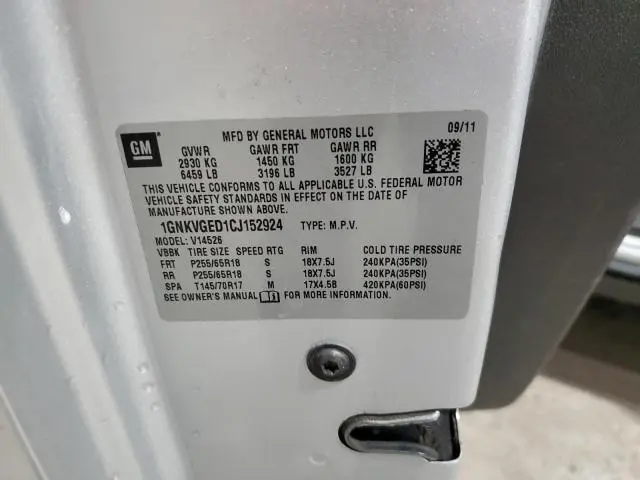 MFD BY GENERAL MOTORS LLC 09/11
GM GVWR GAWR FRT GAWR RR
2930 KG 1450 KG 1600 KG
6459 LB 3196 LB 3527 LB
THIS VEHICLE CONFORMS TO ALL APPLICABLE U.S. FEDERAL MOTOR
VEHICLE SAFETY STANDARDS IN EFFECT ON THE DATE OF
MANUFACTURE SHOWN ABOVE.
1GNKVGED1CJ152924 TYPE: M.P.V.
MODEL: V14526
VBBK TIRE SIZE SPEED RTG RIM COLD TIRE PRESSURE
FRT P255/65R18 S 18X7.5J 240KPA(35PSI)
RR P255/65R18 S 18X7.5J 240KPA(35PSI)
SPA T145/70R17 M 17X4.5B 420KPA(60PSI)
SEE OWNER'S MANUAL FOR MORE INFORMATION.